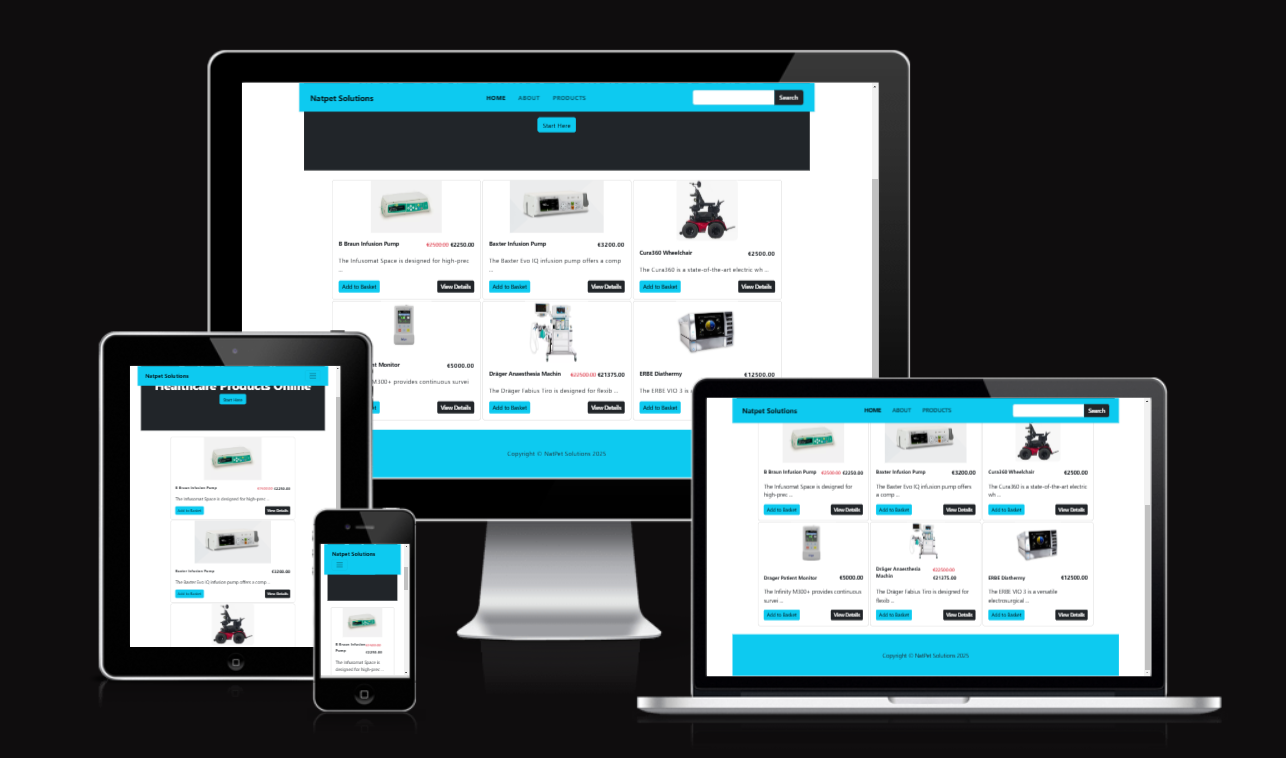 Natpet Solutions
HOME ABOUT PRODUCTS
Search
Start Here
B Braun Infusion Pump €2500.00 €2250.00
The Infusomat Space is designed for high-prec
...
Add to Basket View Details
Baxter Infusion Pump €3200.00
The Baxter Evo IQ infusion pump offers a comp
...
Add to Basket View Details
Cura360 Wheelchair €2500.00
The Cura360 is a state-of-the-art electric wh ...
Add to Basket View Details
nt Monitor €5000.00
M300+ provides continuous survei
View Details
Dräger Anaesthesia Machin €22500.00 €21375.00
The Dräger Fabius Tiro is designed for flexib ...
Add to Basket View Details
ERBE Diathermy €12500.00
The ERBE VIO 3 is
Add to Basket
Copyright © NatPet Solutions 2025
Natpet Solutions
Healthcare Products Online
Start Here
B Braun Infusion Pump €2500.00 €2250.00
The Infusomat Space is designed for high-prec ...
Add to Basket View Details
Baxter Infusion Pump €3200.00
The Baxter Evo IQ infusion pump offers a comp ...
Add to Basket View Details
Natpet Solutions
B Braun Infusion €2500.00
Pump €2250.00
The Infusomat Space is
designed for high-prec ...
Natpet Solutions
HOME ABOUT PRODUCTS
Search
B Braun Infusion Pump €2500.00 €2250.00
The Infusomat Space is designed for
high-prec ...
Add to Basket View Details
Baxter Infusion Pump €3200.00
The Baxter Evo IQ infusion pump offers
a comp ...
Add to Basket View Details
Cura360 Wheelchair €2500.00
The Cura360 is a state-of-the-art electric
wh ...
Add to Basket View Details
Drager Patient Monitor €5000.00
The Infinity M300+ provides continuous
survei ...
Add to Basket View Details
Dräger Anaesthesia €22500.00
Machin €21375.00
The Dräger Fabius Tiro is designed for
flexib ...
Add to Basket View Details
ERBE Diathermy €12500.00
The ERBE VIO 3 is a versatile
electrosurgical ...
Add to Basket View Details
Copyright © NatPet Solutions 2025